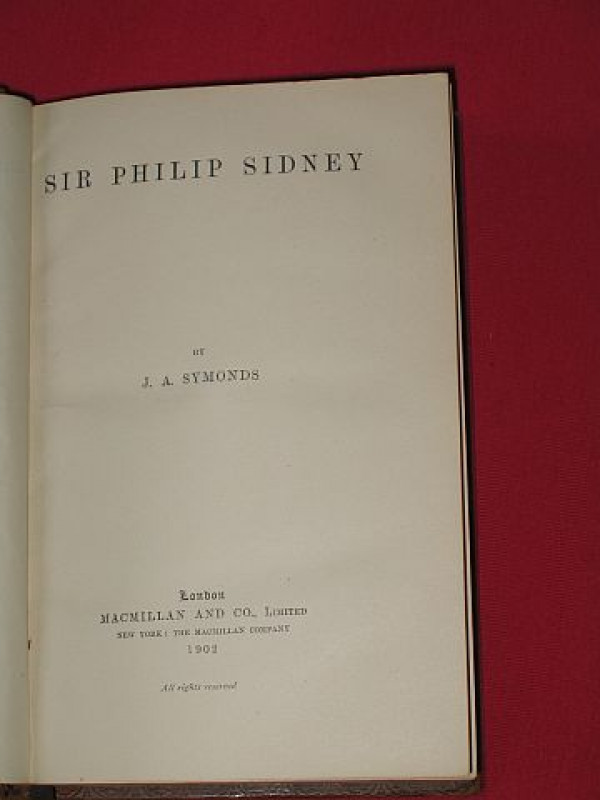 SIR PHILIP SIDNEY
BY
J. A. SYMONDS
London
MACMILLAN AND CO., LIMITED
NEW YORK: THE MACMILLAN COMPANY
1902
All rights reserved